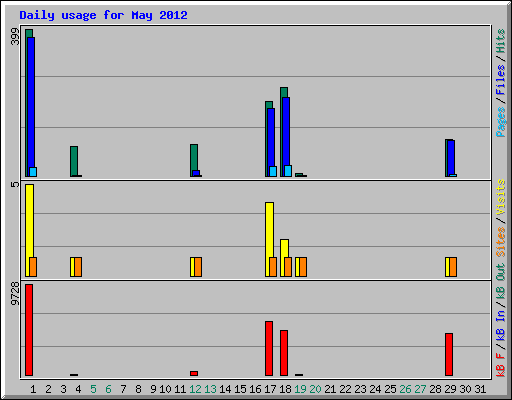 Daily usage for May 2012
399
Pages / Files / Hits
5
Sites / Visits
9728
kB F / kB In / kB Out
1 2 3 4 5 6 7 8 9 10 11 12 13 14 15 16 17 18 19 20 21 22 23 24 25 26 27 28 29 30 31